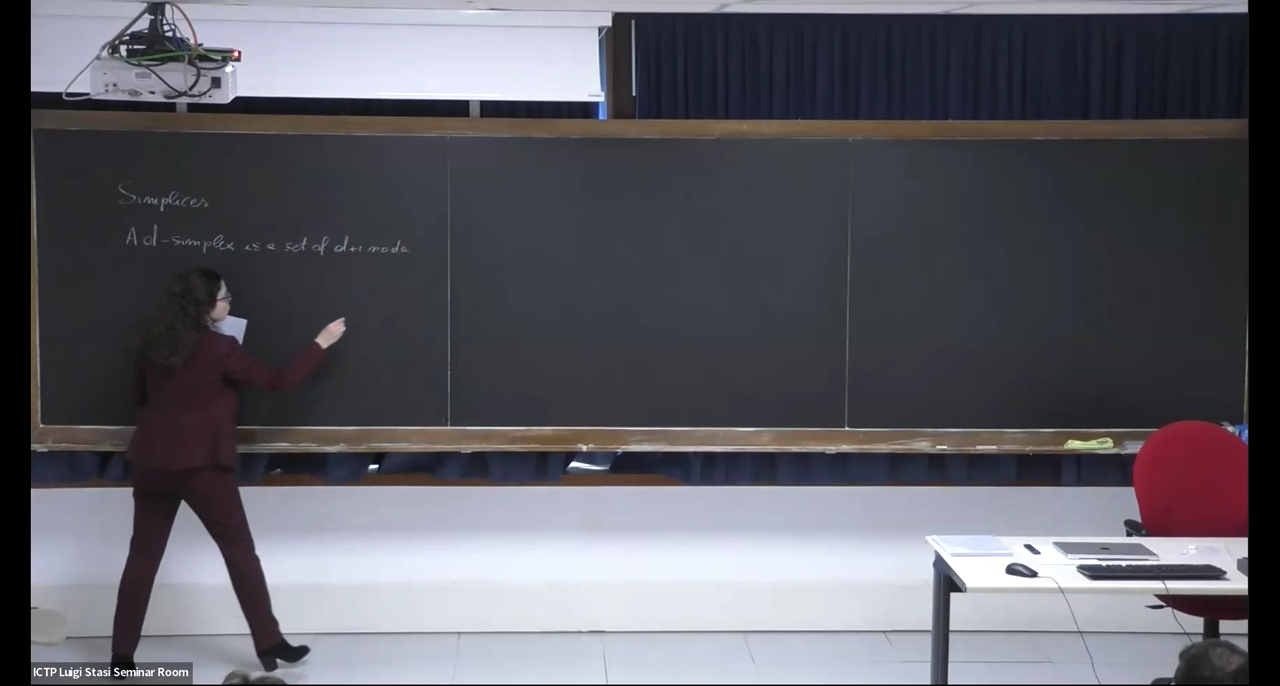 Simplices
A d-simplex is a set of d+1 node
ICTP Luigi Stasi Seminar Room